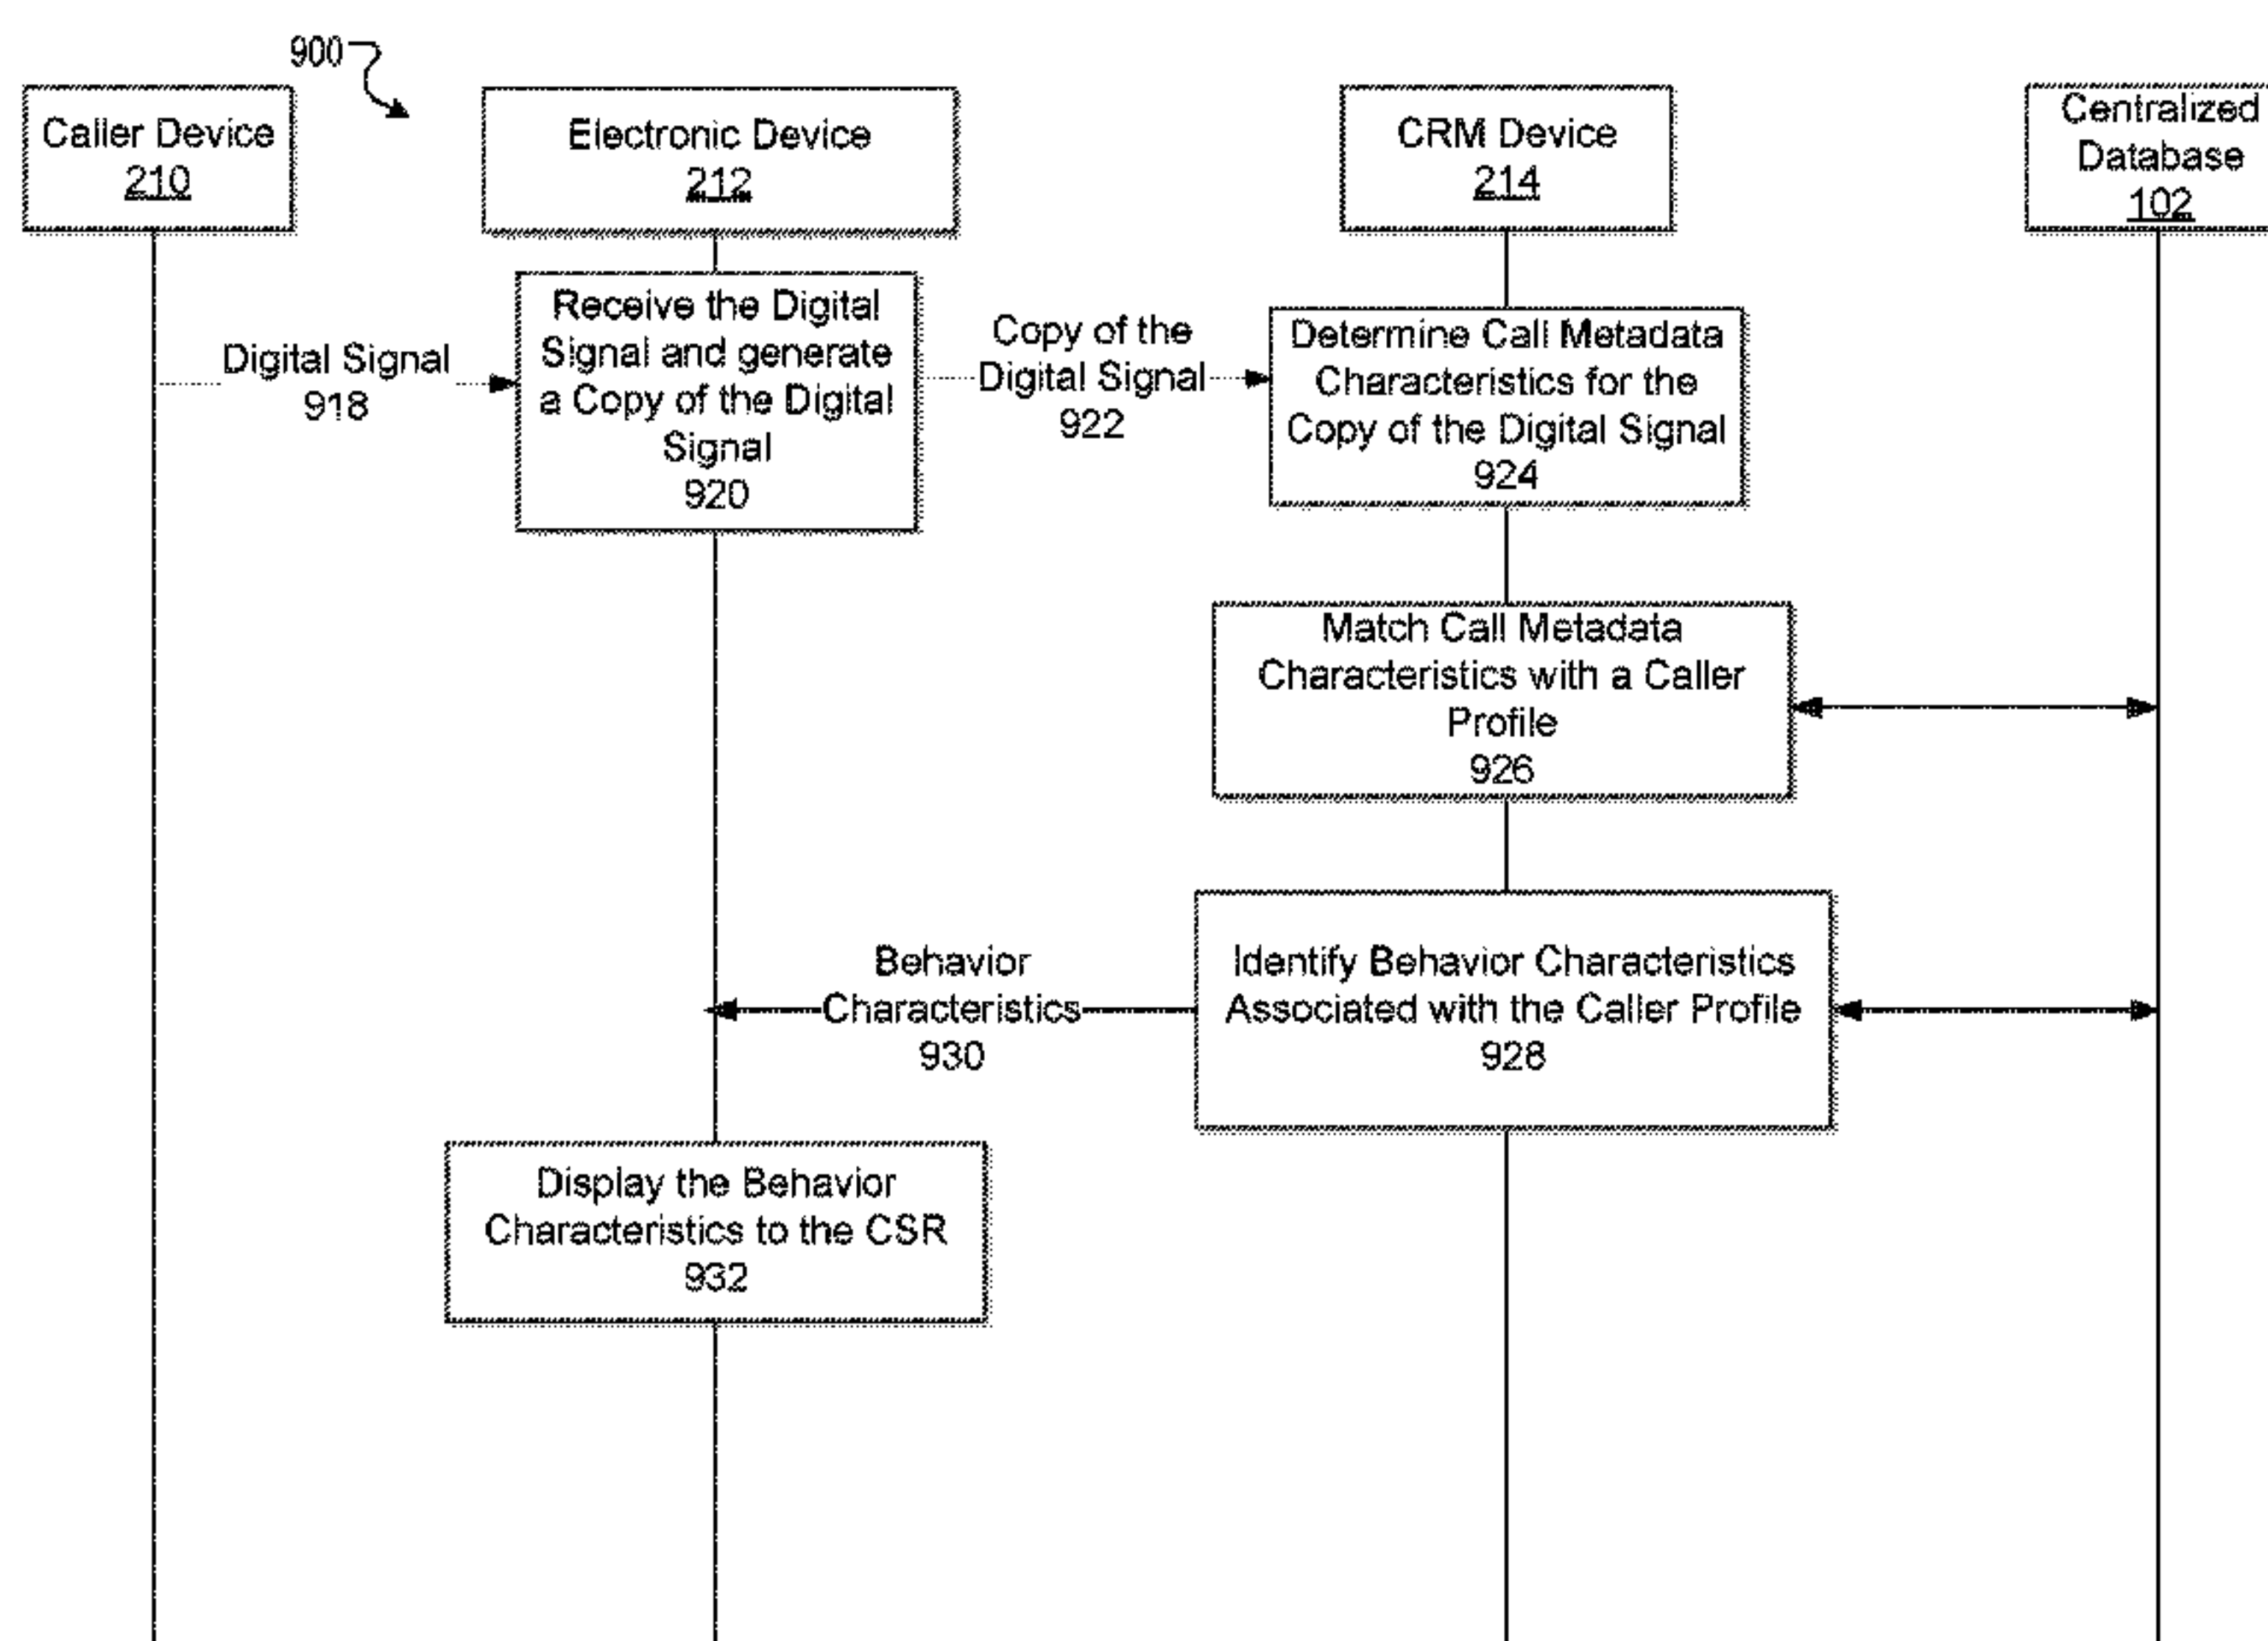 900
Caller Device
210
Electronic Device
212
CRM Device
214
Centralized
Database
102
Digital Signal
918
Receive the Digital
Signal and generate
a Copy of the Digital
Signal
920
Copy of the
Digital Signal
922
Determine Call Metadata
Characteristics for the
Copy of the Digital Signal
924
Match Call Metadata
Characteristics with a Caller
Profile
926
Identify Behavior Characteristics
Associated with the Caller Profile
928
Behavior
Characteristics
930
Display the Behavior
Characteristics to the CSR
932